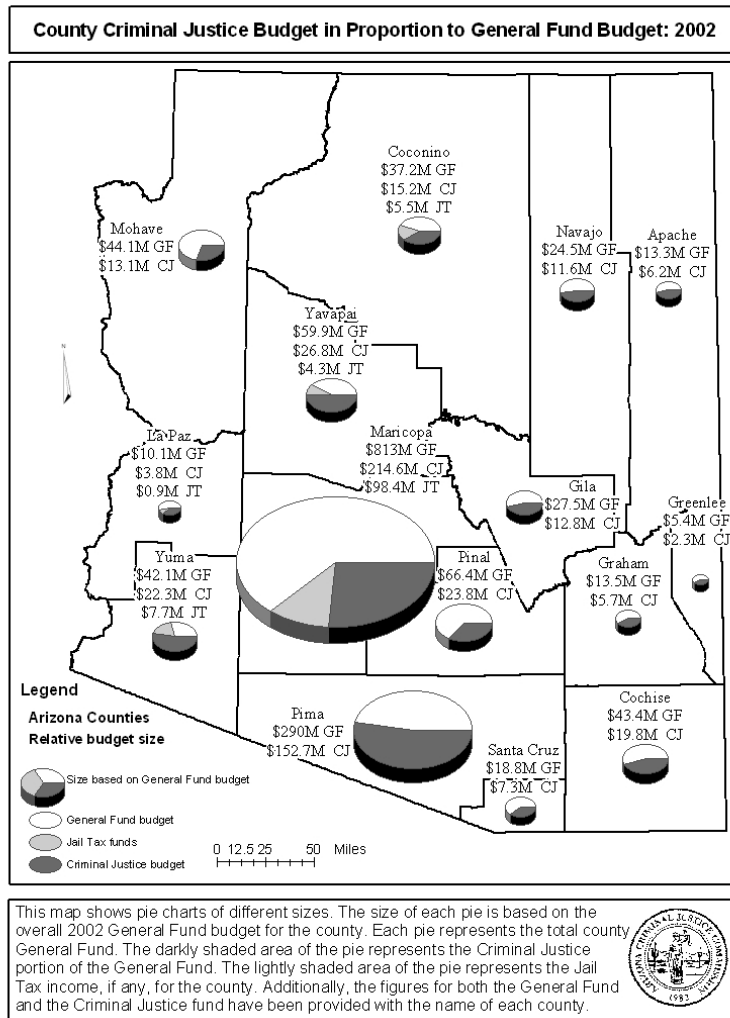 County Criminal Justice Budget in Proportion to General Fund Budget: 2002
Coconino
$37.2M GF
$15.2M CJ
$5.5M JT
Mohave
$44.1M GF
$13.1M CJ
Navajo
$24.5M GF
$11.6M CJ
Apache
$13.3M GF
$6.2M CJ
Yavapai
$59.9M GF
$26.8M CJ
$4.3M JT
N
La Paz
$10.1M GF
$3.8M CJ
$0.9M JT
Maricopa
$813M GF
$214.6M CJ
$98.4M JT
Gila
$27.5M GF
$12.8M CJ
Greenlee
$5.4M GF
$2.3M CJ
Yuma
$42.1M GF
$22.3M CJ
$7.7M JT
Pinal
$66.4M GF
$23.8M CJ
Graham
$13.5M GF
$5.7M CJ
Pima
$290M GF
$152.7M CJ
Santa Cruz
$18.8M GF
$7.3M CJ
Cochise
$43.4M GF
$19.8M CJ
Legend
Arizona Counties
Relative budget size
Size based on General Fund budget
General Fund budget
Jail Tax funds
Criminal Justice budget
0 12.5 25 50 Miles
This map shows pie charts of different sizes. The size of each pie is based on the
overall 2002 General Fund budget for the county. Each pie represents the total county
General Fund. The darkly shaded area of the pie represents the Criminal Justice
portion of the General Fund. The lightly shaded area of the pie represents the Jail
Tax income, if any, for the county. Additionally, the figures for both the General Fund
and the Criminal Justice fund have been provided with the name of each county.
ARIZONA CRIMINAL JUSTICE COMMISSION
1982